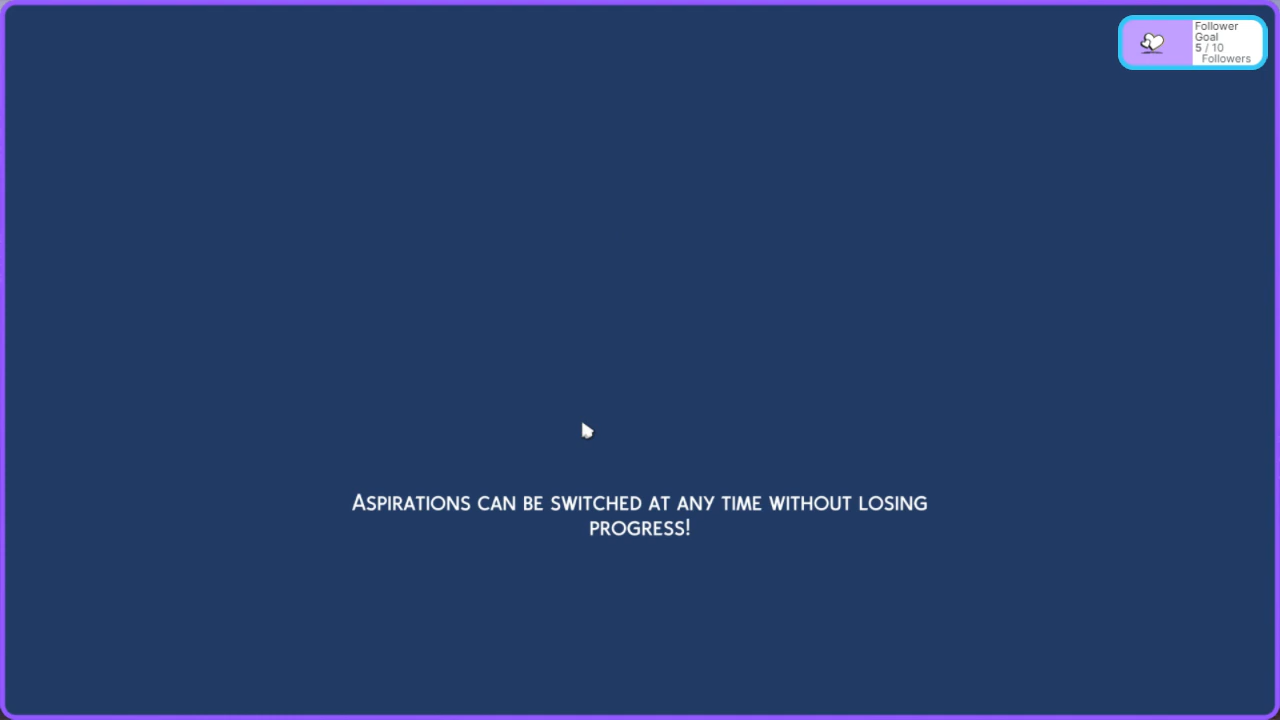 Follower
Goal
5 / 10
Followers
Aspirations can be switched at any time without losing
progress!